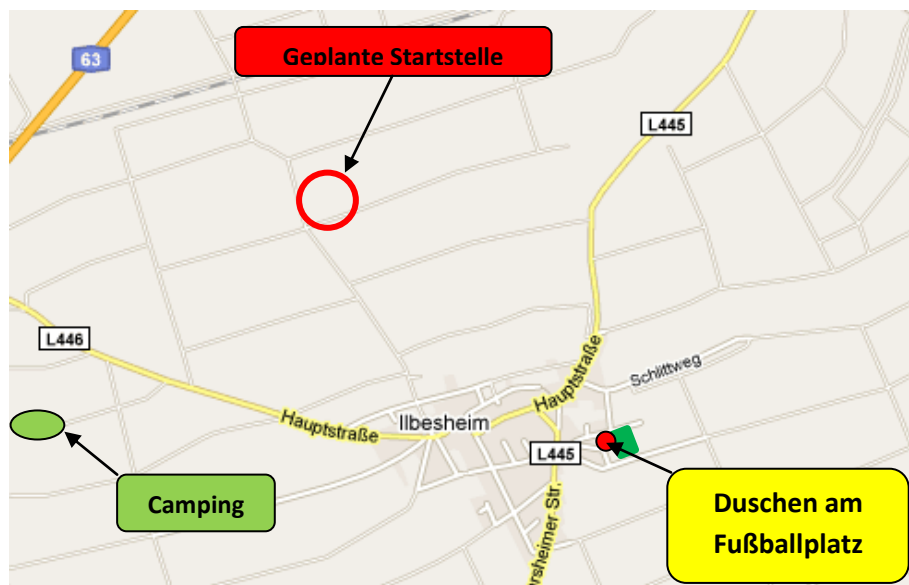 63
Geplante Startstelle
L445
L446
Schlittweg
Hauptstraße
Hauptstraße
Ilbesheim
L445
Camping
Duschen am
Fußballplatz